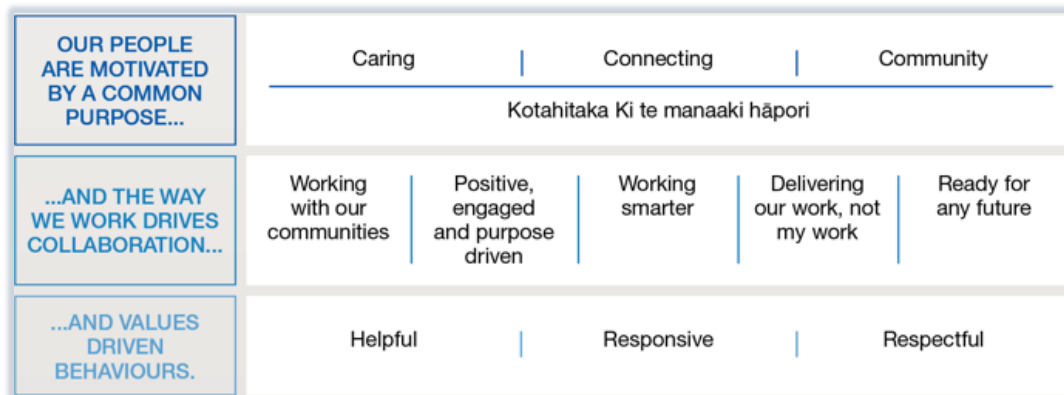 OUR PEOPLE
ARE MOTIVATED
BY A COMMON
PURPOSE...
Caring
Connecting
Community
Kotahitaka Ki te manaaki hāpori
...AND THE WAY
WE WORK DRIVES
COLLABORATION...
Working
with our
communities
Positive,
engaged
and purpose
driven
Working
smarter
Delivering
our work, not
my work
Ready for
any future
...AND VALUES
DRIVEN
BEHAVIOURS.
Helpful
Responsive
Respectful